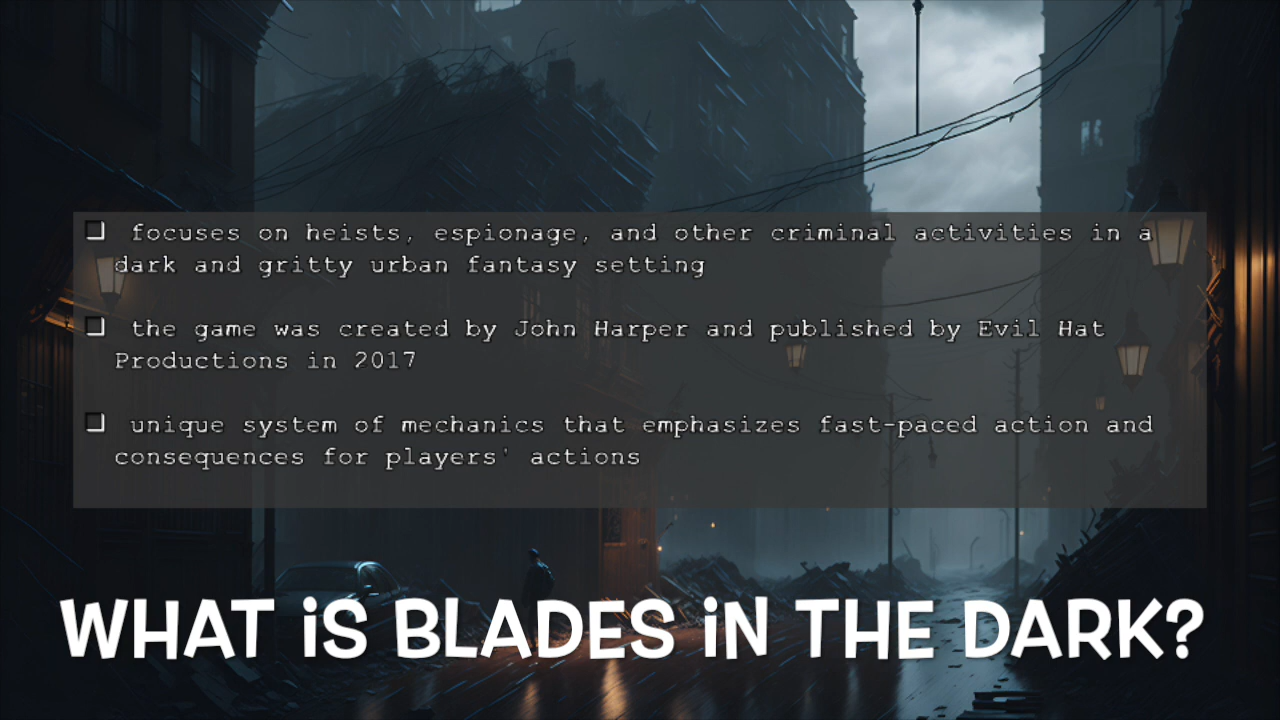 ❑ focuses on heists, espionage, and other criminal activities in a
dark and gritty urban fantasy setting
❑ the game was created by John Harper and published by Evil Hat
Productions in 2017
❑ unique system of mechanics that emphasizes fast-paced action and
consequences for players' actions
WHAT iS BLADES iN THE DARK?